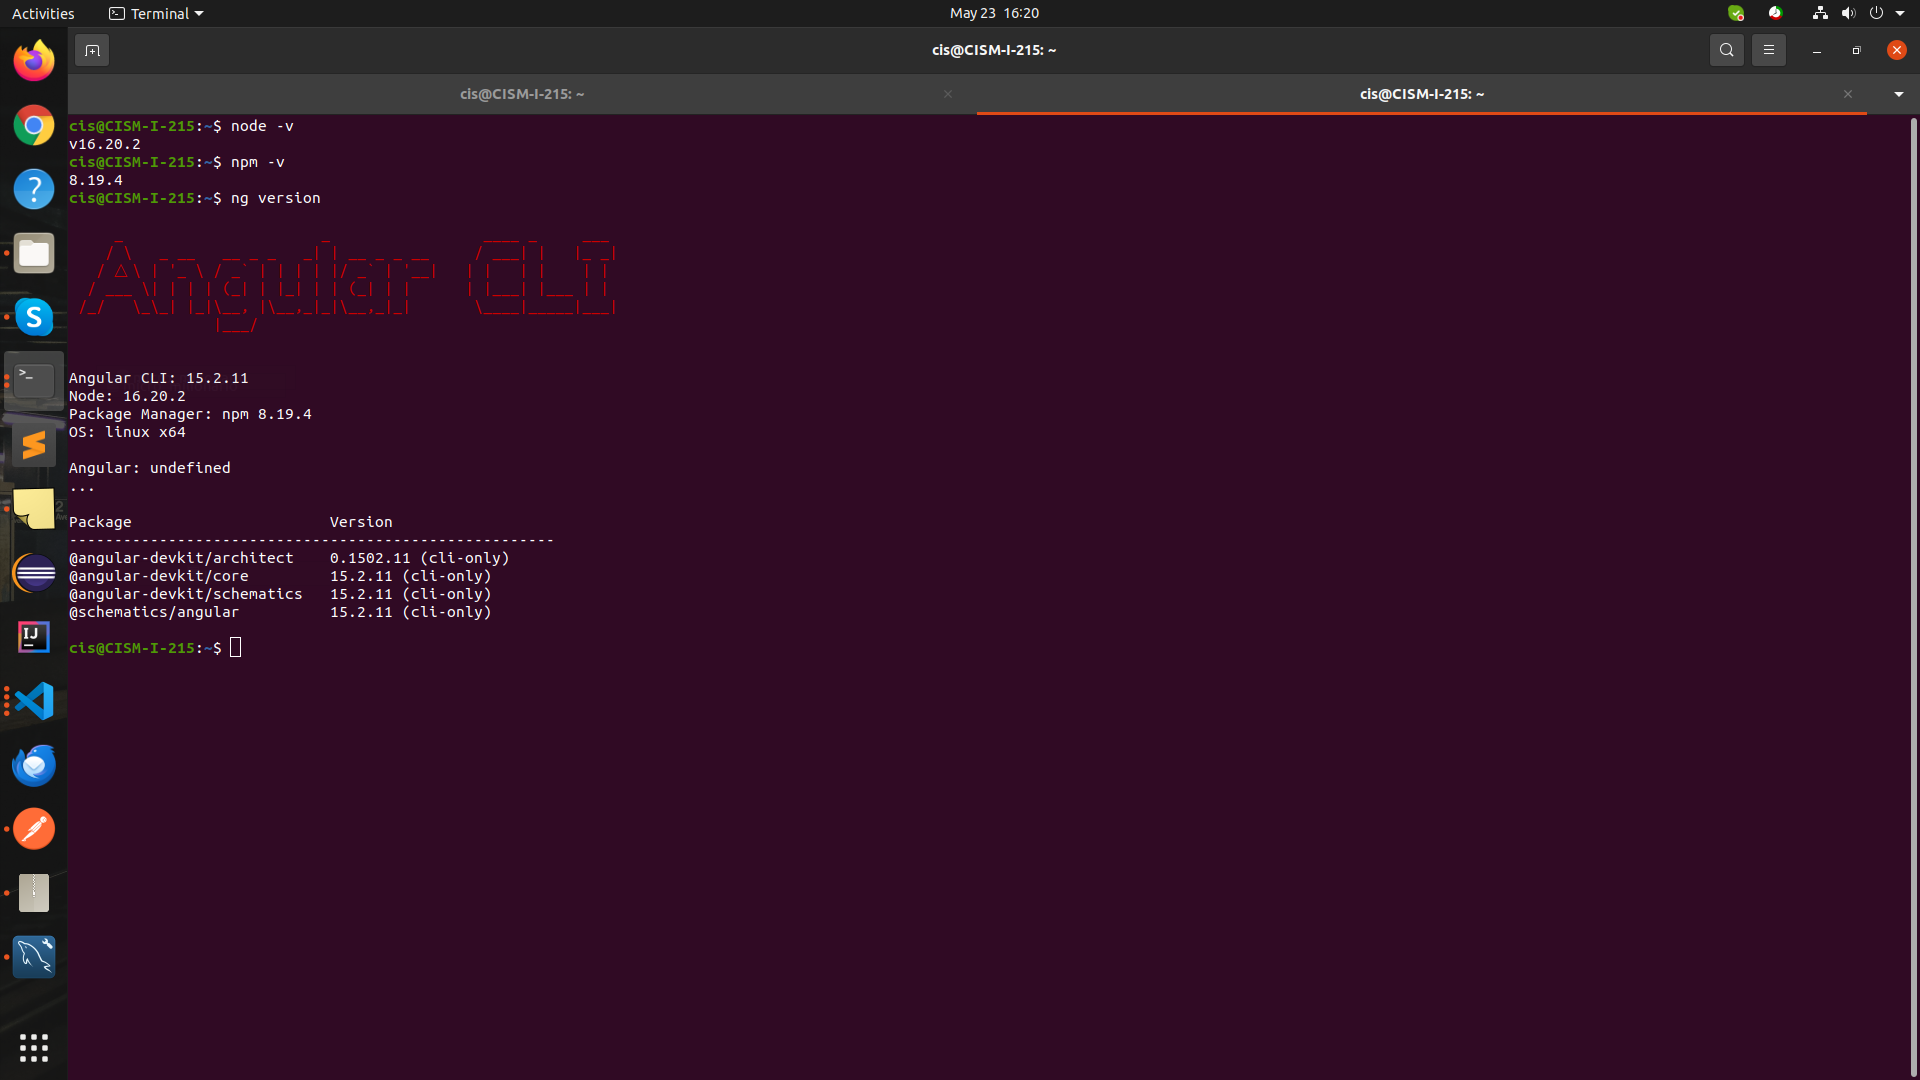 Activities
Terminal
May 23 16:20
cis@CISM-I-215: ~
cis@CISM-I-215: ~
cis@CISM-I-215: ~
cis@CISM-I-215:~$ node -v
v16.20.2
cis@CISM-I-215:~$ npm -v
8.19.4
cis@CISM-I-215:~$ ng version
Angular CLI
Angular CLI: 15.2.11
Node: 16.20.2
Package Manager: npm 8.19.4
OS: linux x64
Angular: undefined
...
Package Version
------------------------------------------------------
@angular-devkit/architect 0.1502.11 (cli-only)
@angular-devkit/core 15.2.11 (cli-only)
@angular-devkit/schematics 15.2.11 (cli-only)
@schematics/angular 15.2.11 (cli-only)
cis@CISM-I-215:~$